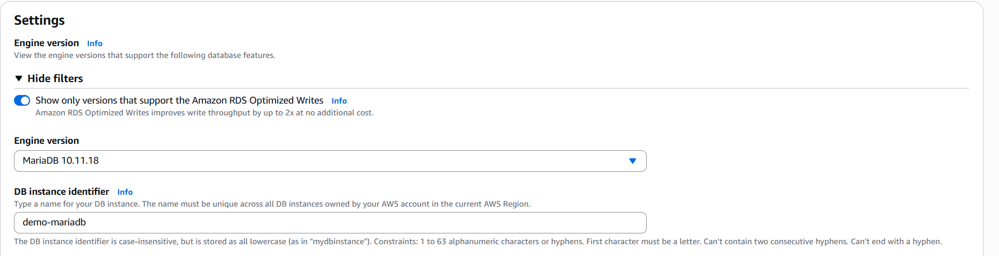 Settings
Engine version Info
View the engine versions that support the following database features.
Hide filters
Show only versions that support the Amazon RDS Optimized Writes Info
Amazon RDS Optimized Writes improves write throughput by up to 2x at no additional cost.
Engine version
MariaDB 10.11.18
DB instance identifier Info
Type a name for your DB instance. The name must be unique across all DB instances owned by your AWS account in the current AWS Region.
demo-mariadb
The DB instance identifier is case-insensitive, but is stored as all lowercase (as in "mydbinstance"). Constraints: 1 to 63 alphanumeric characters or hyphens. First character must be a letter. Can't contain two consecutive hyphens. Can't end with a hyphen.